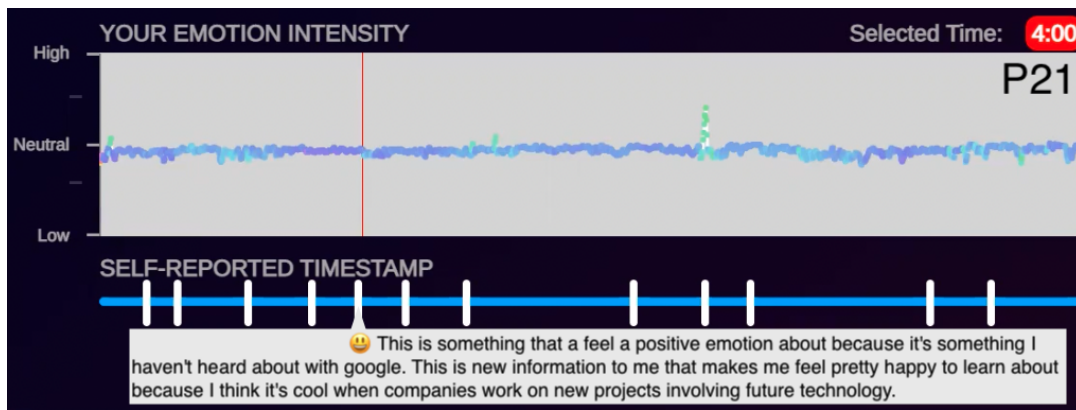 YOUR EMOTION INTENSITY
Selected Time: 4:00
High
P21
Neutral
Low
SELF-REPORTED TIMESTAMP
😃 This is something that a feel a positive emotion about because it's something I
haven't heard about with google. This is new information to me that makes me feel pretty happy to learn about
because I think it's cool when companies work on new projects involving future technology.